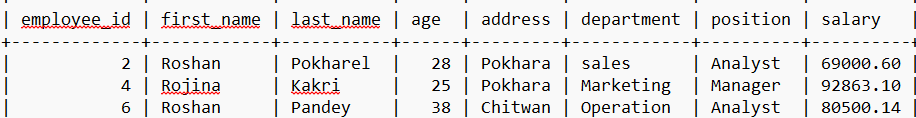 | employee_id | first_name | last_name | age | address | department | position | salary |
+-------------+------------+-----------+-----+---------+------------+----------+----------+
| 2 | Roshan | Pokharel | 28 | Pokhara | sales | Analyst | 69000.60 |
| 4 | Rojina | Kakri | 25 | Pokhara | Marketing | Manager | 92863.10 |
| 6 | Roshan | Pandey | 38 | Chitwan | Operation | Analyst | 80500.14 |